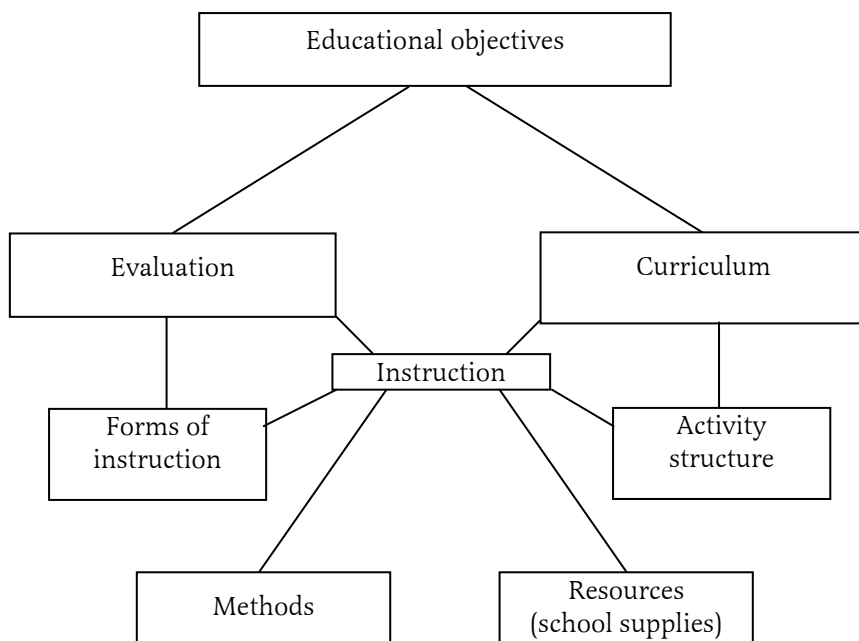 Educational objectives
Evaluation
Curriculum
Instruction
Forms of
instruction
Activity
structure
Methods
Resources
(school supplies)